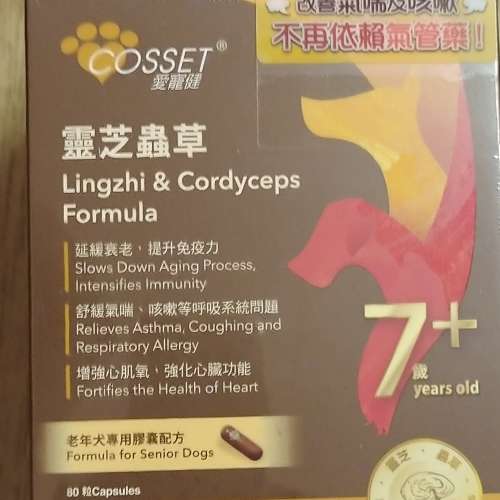 改善氣喘及咳嗽
不再依賴氣管藥！
COSSET®
愛寵健
靈芝蟲草
Lingzhi & Cordyceps
Formula
延緩衰老，提升免疫力
Slows Down Aging Process,
Intensifies Immunity
舒緩氣喘、咳嗽等呼吸系統問題
Relieves Asthma, Coughing and
Respiratory Allergy
增強心肌氧，強化心臟功能
Fortifies the Health of Heart
7+
歲
years old
老年犬專用膠囊配方
Formula for Senior Dogs
80 粒Capsules
靈芝 · 蟲草